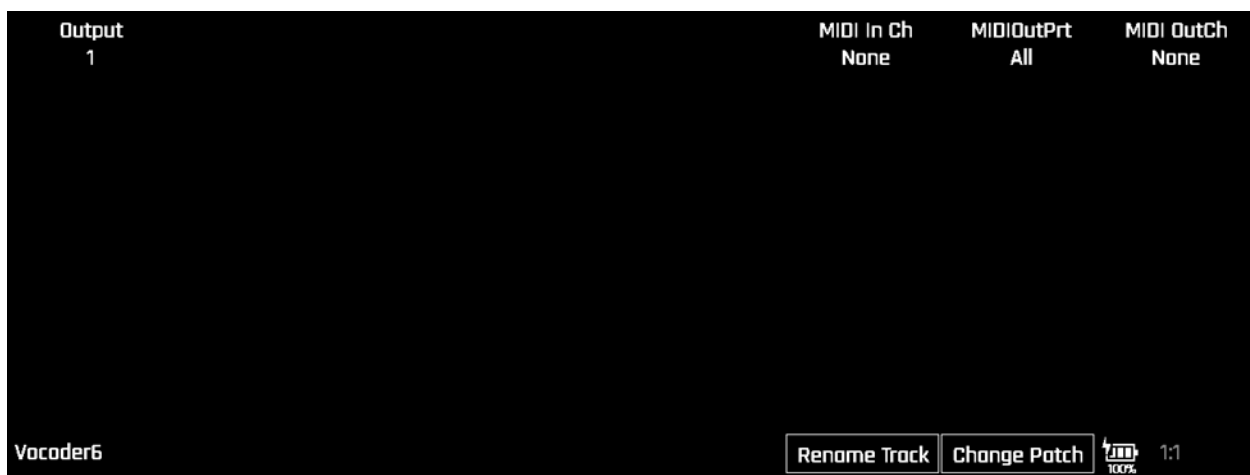 Output MIDI In Ch MIDIOutPrt MIDI OutCh
1 None All None
Vocoder6 Rename Track Change Patch 1:1
100%